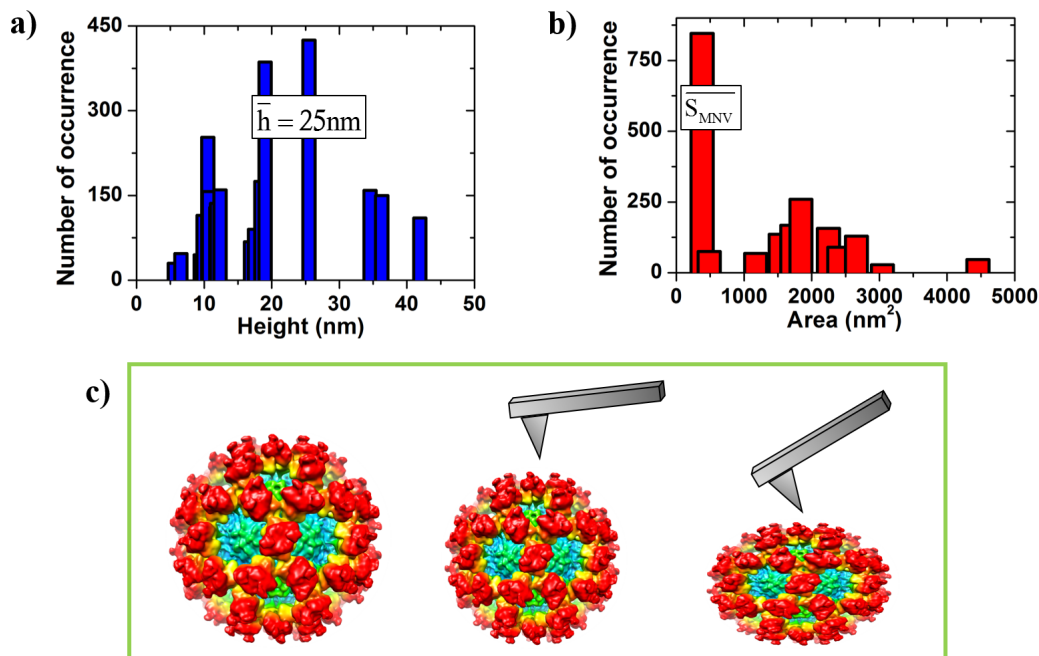 a)
Number of occurrence
450
300
150
0
h̅ = 25nm
0 10 20 30 40 50
Height (nm)
b)
Number of occurrence
750
500
250
0
S̅_MNV
0 1000 2000 3000 4000 5000
Area (nm²)
c)